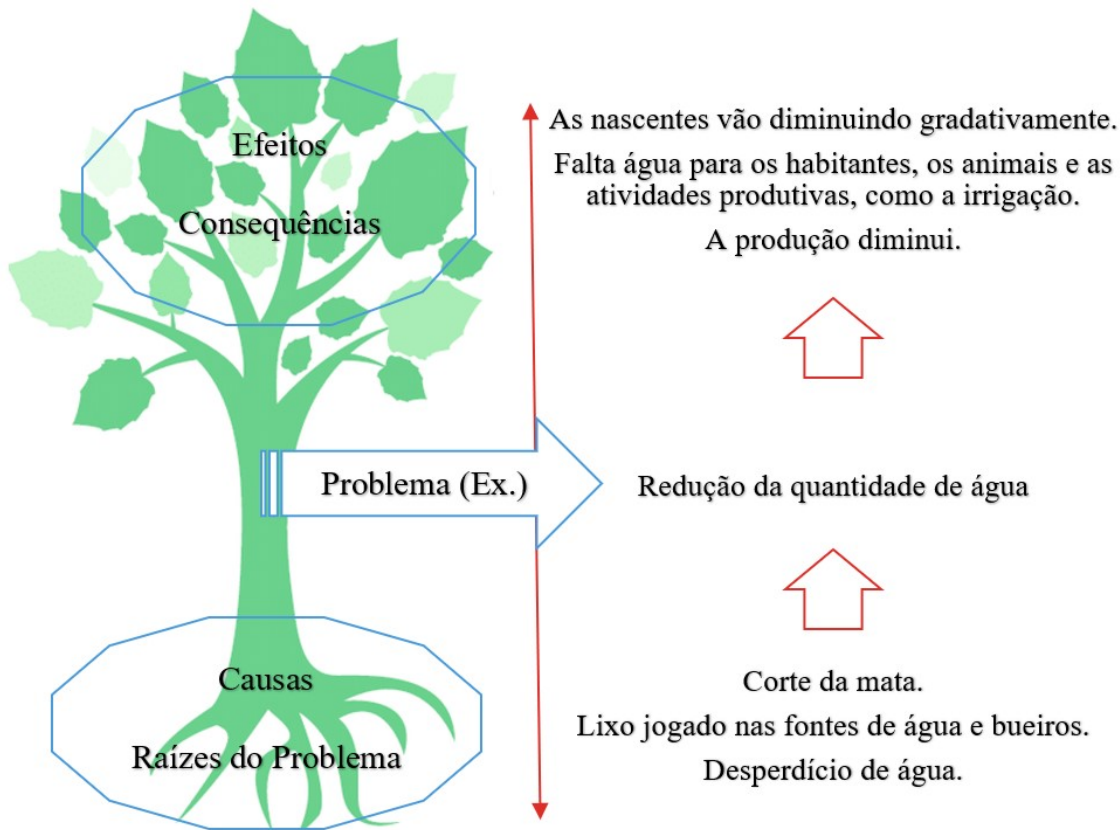 Efeitos
Consequências
As nascentes vão diminuindo gradativamente.
Falta água para os habitantes, os animais e as
atividades produtivas, como a irrigação.
A produção diminui.
Problema (Ex.)
Redução da quantidade de água
Causas
Raízes do Problema
Corte da mata.
Lixo jogado nas fontes de água e bueiros.
Desperdício de água.